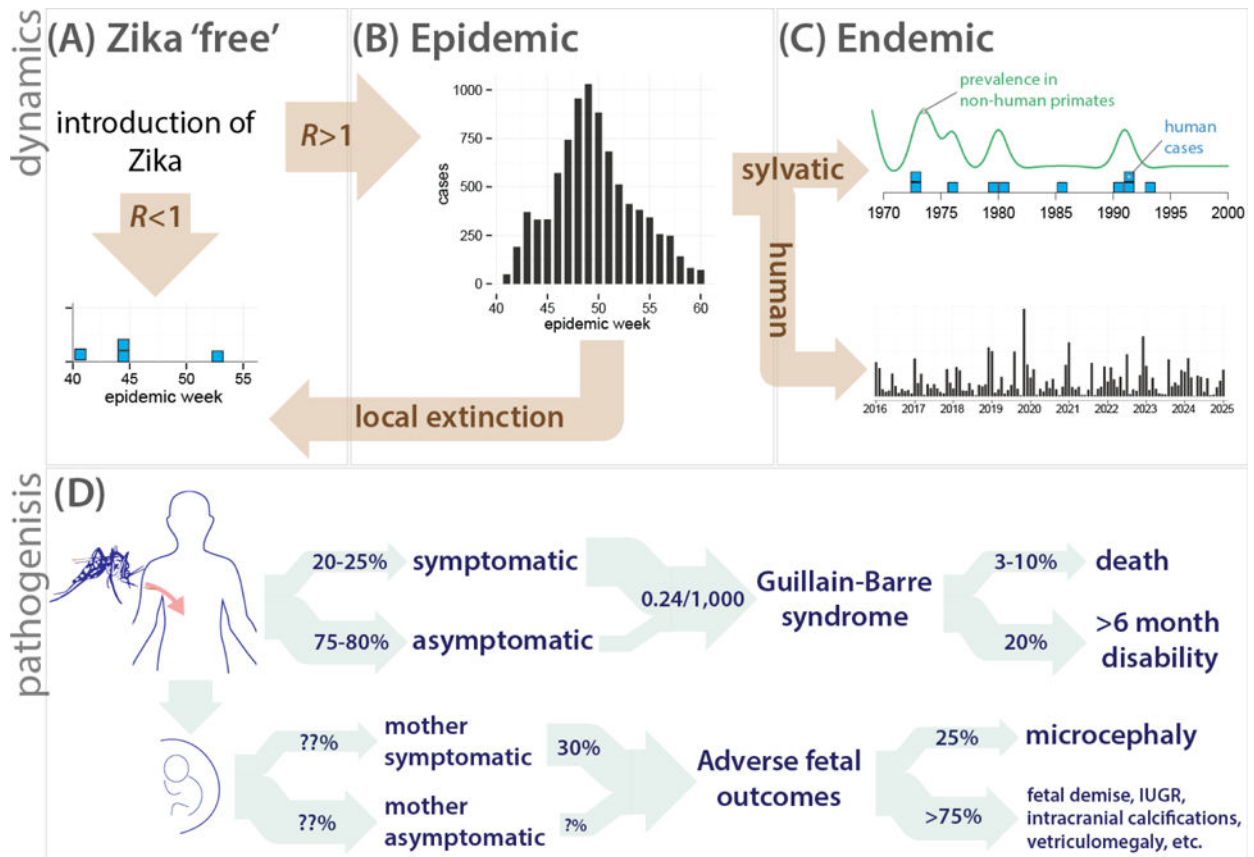 dynamics
(A) Zika ‘free’
introduction of
Zika
R<1
40 45 50 55
epidemic week
R>1
(B) Epidemic
cases
1000
750
500
250
0
40 45 50 55 60
epidemic week
local extinction
sylvatic
human
(C) Endemic
prevalence in
non-human primates
human
cases
1970 1975 1980 1985 1990 1995 2000
2016 2017 2018 2019 2020 2021 2022 2023 2024 2025
pathogenisis
(D)
20-25%
symptomatic
75-80%
asymptomatic
0.24/1,000
Guillain-Barre
syndrome
3-10%
death
20%
>6 month
disability
??%
mother
symptomatic
30%
??%
mother
asymptomatic
?%
Adverse fetal
outcomes
25%
microcephaly
>75%
fetal demise, IUGR,
intracranial calcifications,
vetriculomegaly, etc.